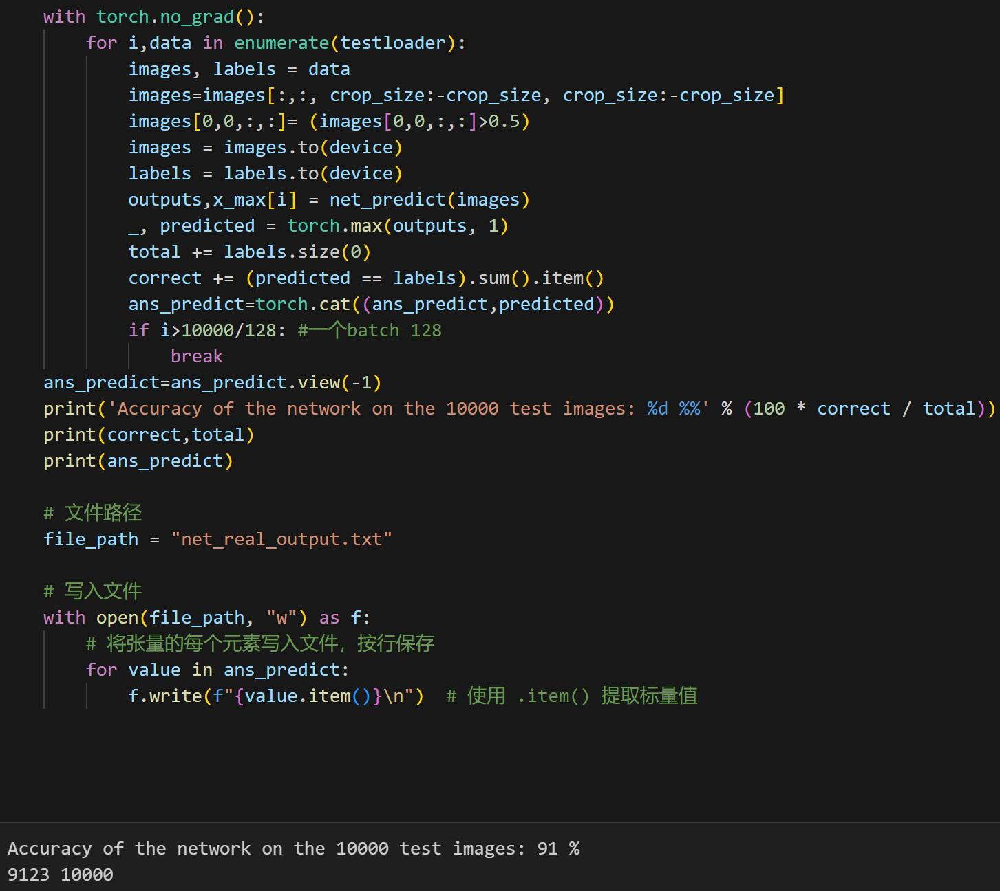 with torch.no_grad():
    for i,data in enumerate(testloader):
        images, labels = data
        images=images[:,:, crop_size:-crop_size, crop_size:-crop_size]
        images[0,0,:,:]= (images[0,0,:,:]>0.5)
        images = images.to(device)
        labels = labels.to(device)
        outputs,x_max[i] = net_predict(images)
        _, predicted = torch.max(outputs, 1)
        total += labels.size(0)
        correct += (predicted == labels).sum().item()
        ans_predict=torch.cat((ans_predict,predicted))
        if i>10000/128: #一个batch 128
            break
ans_predict=ans_predict.view(-1)
print('Accuracy of the network on the 10000 test images: %d %%' % (100 * correct / total))
print(correct,total)
print(ans_predict)
# 文件路径
file_path = "net_real_output.txt"
# 写入文件
with open(file_path, "w") as f:
    # 将张量的每个元素写入文件，按行保存
    for value in ans_predict:
        f.write(f"{value.item()}\n")  # 使用 .item() 提取标量值
Accuracy of the network on the 10000 test images: 91 %
9123 10000